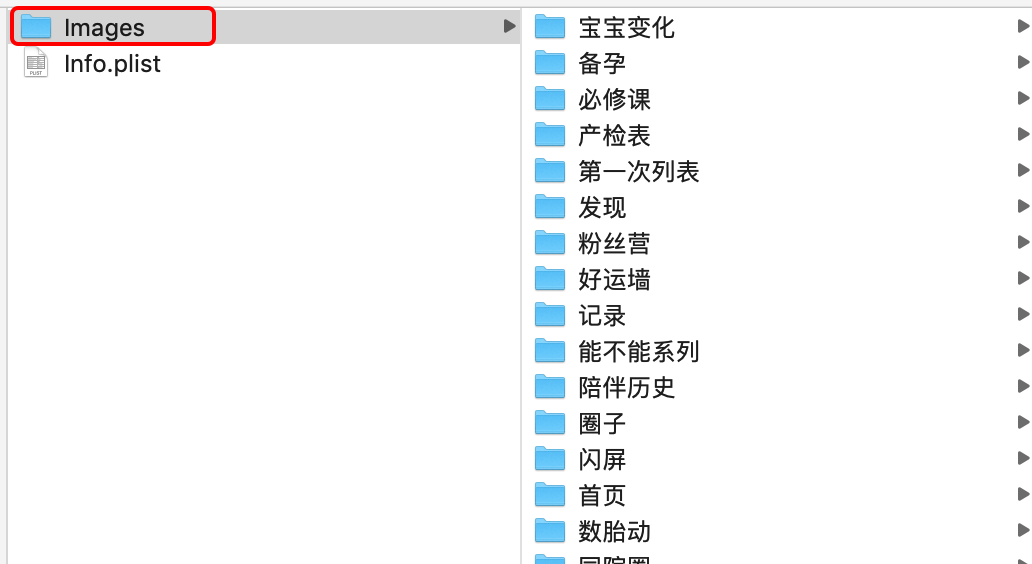 Images
Info.plist
PLIST
宝宝变化
备孕
必修课
产检表
第一次列表
发现
粉丝营
好运墙
记录
能不能系列
陪伴历史
圈子
闪屏
首页
数胎动